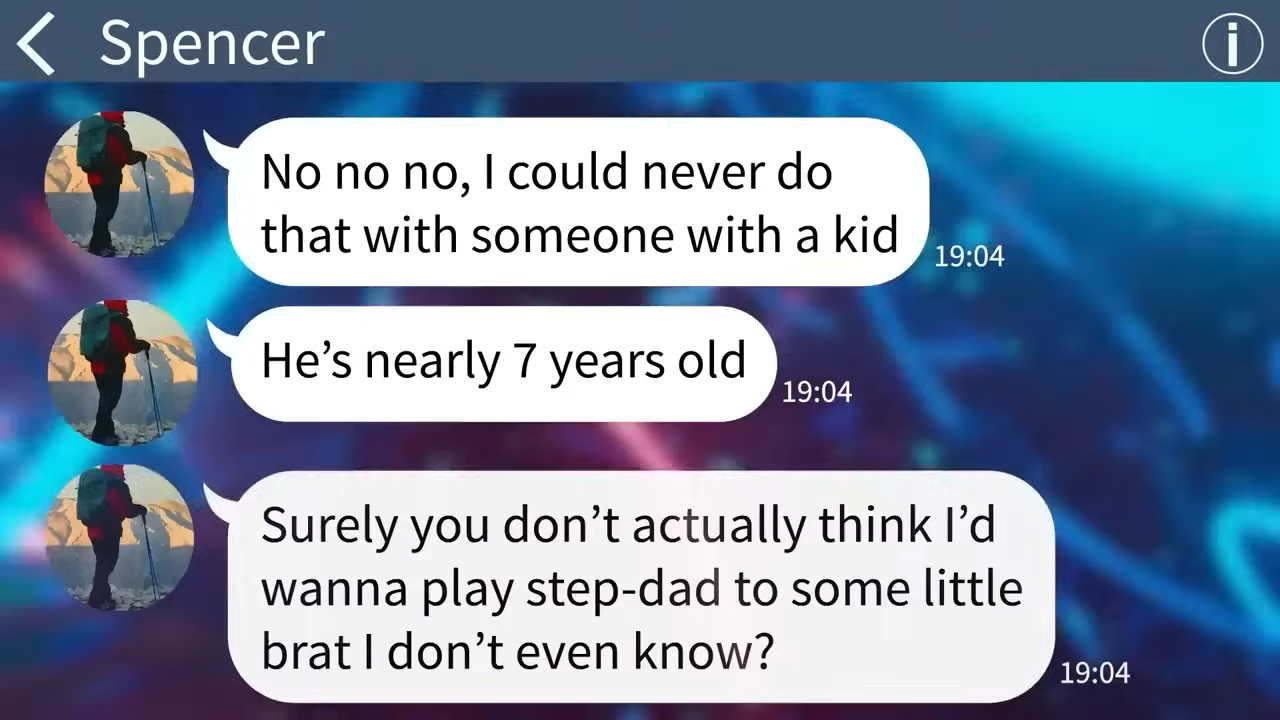 Spencer
i
No no no, I could never do
that with someone with a kid
19:04
He’s nearly 7 years old
19:04
Surely you don’t actually think I’d
wanna play step-dad to some little
brat I don’t even know?
19:04